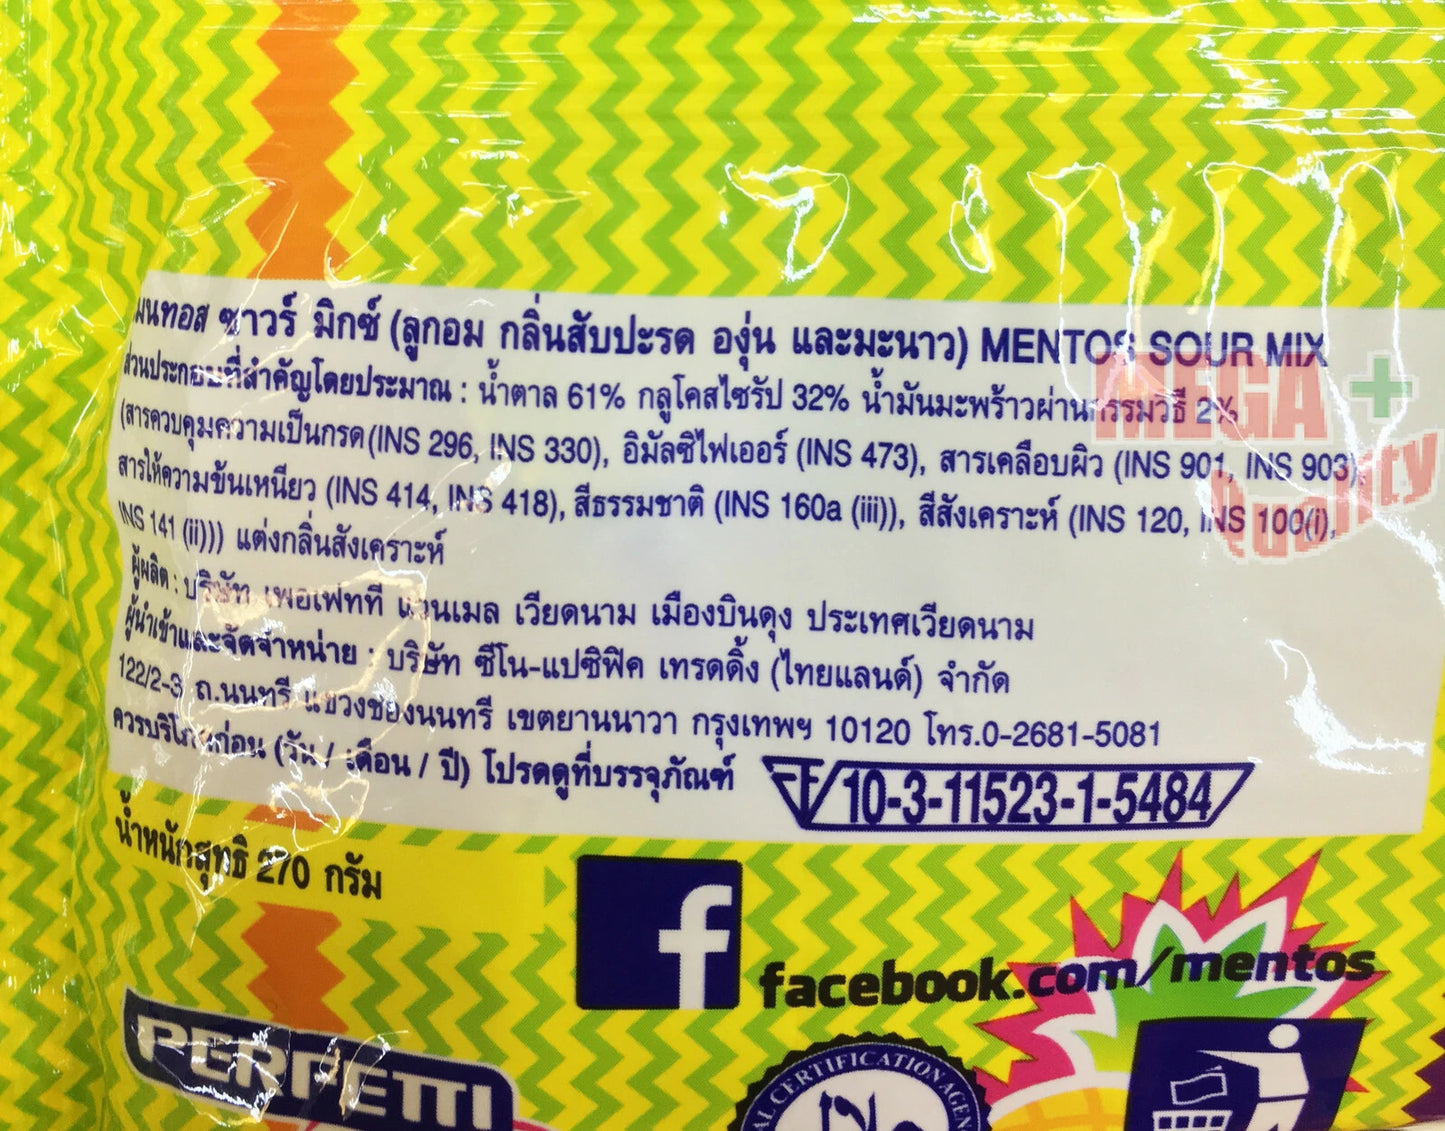 เมนทอส ซาวร์ มิกซ์ (ลูกอม กลิ่นสับปะรด องุ่น และมะนาว) MENTOS SOUR MIX
ส่วนประกอบที่สำคัญโดยประมาณ : น้ำตาล 61% กลูโคสไซรัป 32% น้ำมันมะพร้าวผ่านกรรมวิธี 2%
(สารควบคุมความเป็นกรด(INS 296, INS 330), อิมัลซิไฟเออร์ (INS 473), สารเคลือบผิว (INS 901, INS 903),
สารให้ความข้นเหนียว (INS 414, INS 418), สีธรรมชาติ (INS 160a (iii)), สีสังเคราะห์ (INS 120, INS 100(i),
INS 141 (ii))) แต่งกลิ่นสังเคราะห์
ผู้ผลิต : บริษัท เพอเฟทที แวนเมล เวียดนาม เมืองบินดุง ประเทศเวียดนาม
ผู้นำเข้าและจัดจำหน่าย : บริษัท ซีโน-แปซิฟิค เทรดดิ้ง (ไทยแลนด์) จำกัด
122/2-3 ถ.นนทรี แขวงช่องนนทรี เขตยานนาวา กรุงเทพฯ 10120 โทร.0-2681-5081
ควรบริโภคก่อน (วัน / เดือน / ปี) โปรดดูที่บรรจุภัณฑ์
10-3-11523-1-5484
น้ำหนักสุทธิ 270 กรัม
f
facebook.com/mentos
PERFETTI
AL CERTIFICATION AGEN
MEGA +
Quality